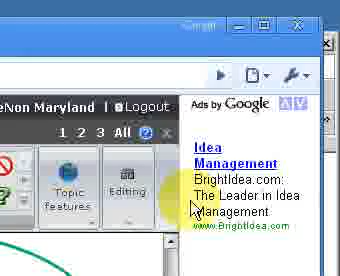 Google
eNon Maryland | Logout
Ads by Google
1 2 3 All ? x
Idea
Management
BrightIdea.com:
The Leader in Idea
Management
www.BrightIdea.com
?
Topic
features
Editing